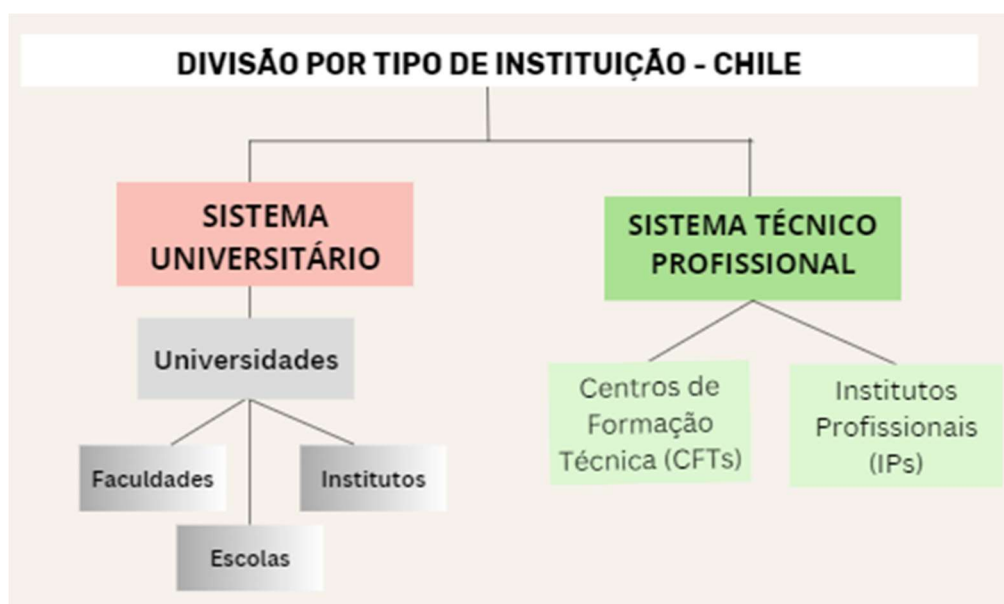 DIVISÃO POR TIPO DE INSTITUIÇÃO - CHILE
SISTEMA
UNIVERSITÁRIO
Universidades
Faculdades
Institutos
Escolas
SISTEMA TÉCNICO
PROFISSIONAL
Centros de
Formação
Técnica (CFTs)
Institutos
Profissionais
(IPs)